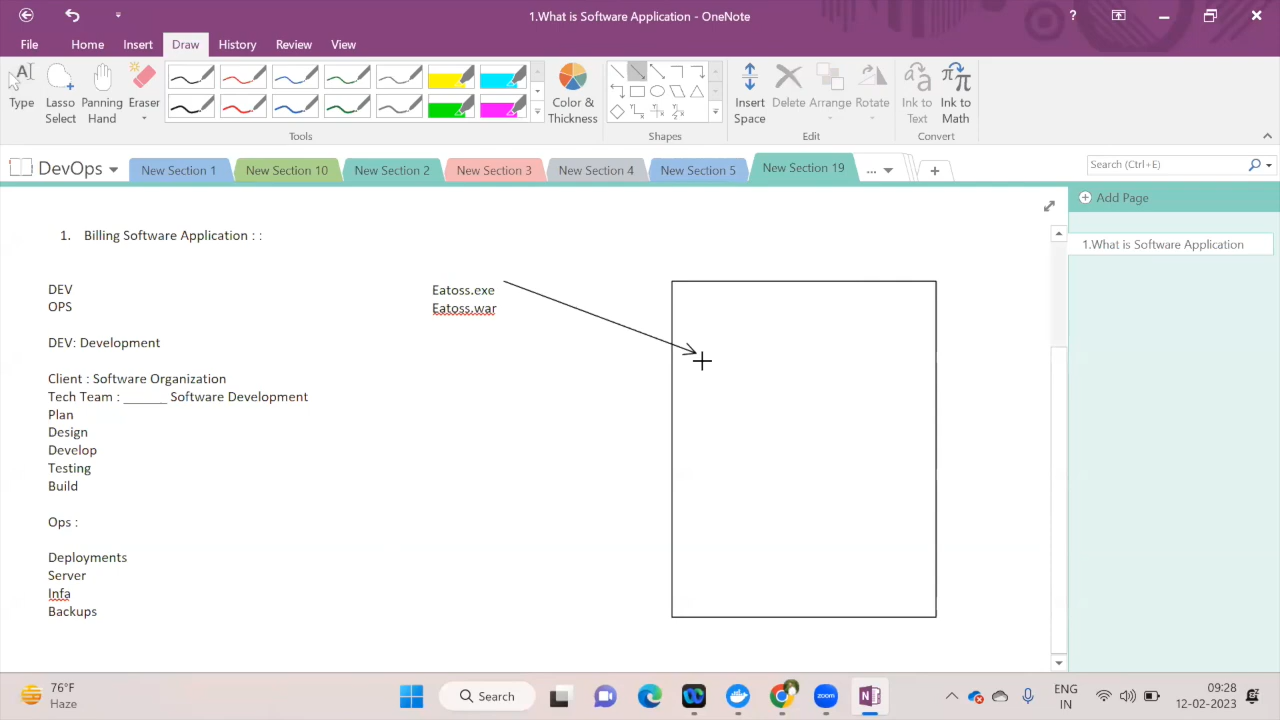 1.What is Software Application - OneNote
?
File
Home
Insert
Draw
History
Review
View
Type
Lasso
Select
Panning
Hand
Eraser
Color &
Thickness
Insert
Space
Delete
Arrange
Rotate
Ink to
Text
Ink to
Math
Tools
Shapes
Edit
Convert
DevOps
New Section 1
New Section 10
New Section 2
New Section 3
New Section 4
New Section 5
New Section 19
...
Search (Ctrl+E)
Add Page
1.What is Software Application
1. Billing Software Application : :
DEV
OPS
Eatoss.exe
Eatoss.war
DEV: Development
Client : Software Organization
Tech Team : ______ Software Development
Plan
Design
Develop
Testing
Build
Ops :
Deployments
Server
Infa
Backups
76°F
Haze
Search
zoom
N
ENG
IN
09:28
12-02-2023